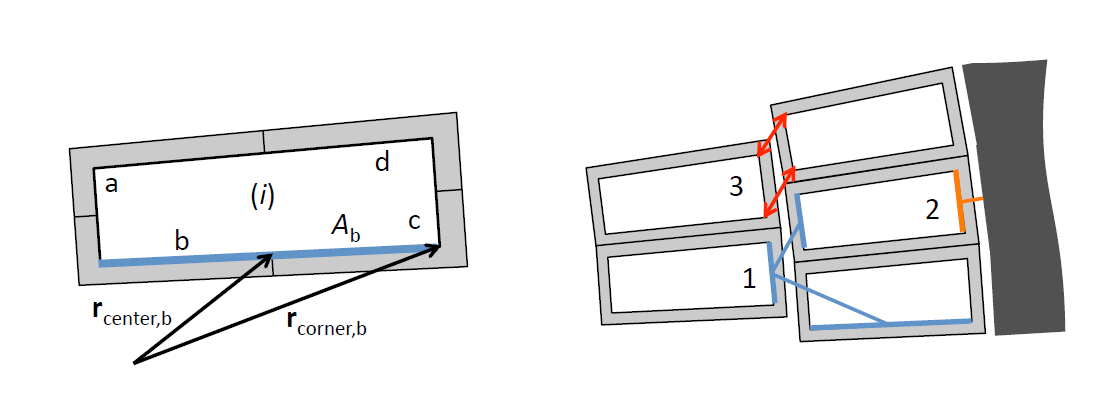 a
d
(i)
b
A_b
c
r_center,b
r_corner,b
3
2
1